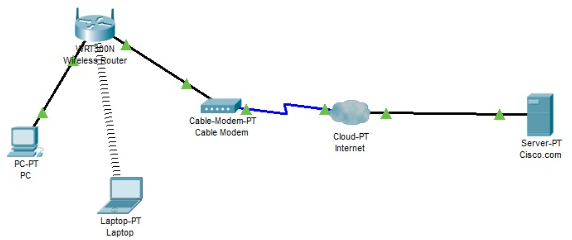 WRT300N
Wireless Router
Cable-Modem-PT
Cable Modem
Cloud-PT
Internet
Server-PT
Cisco.com
PC-PT
PC
Laptop-PT
Laptop